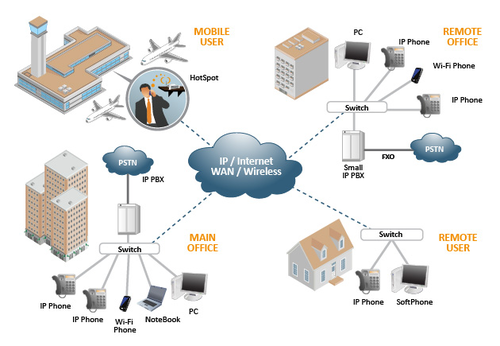 MOBILE
USER
HotSpot
REMOTE
OFFICE
PC
IP Phone
Wi-Fi Phone
IP Phone
Switch
Small
IP PBX
FXO
PSTN
IP / Internet
WAN / Wireless
PSTN
IP PBX
Switch
MAIN
OFFICE
IP Phone
IP Phone
Wi-Fi
Phone
NoteBook
PC
Switch
REMOTE
USER
IP Phone
SoftPhone